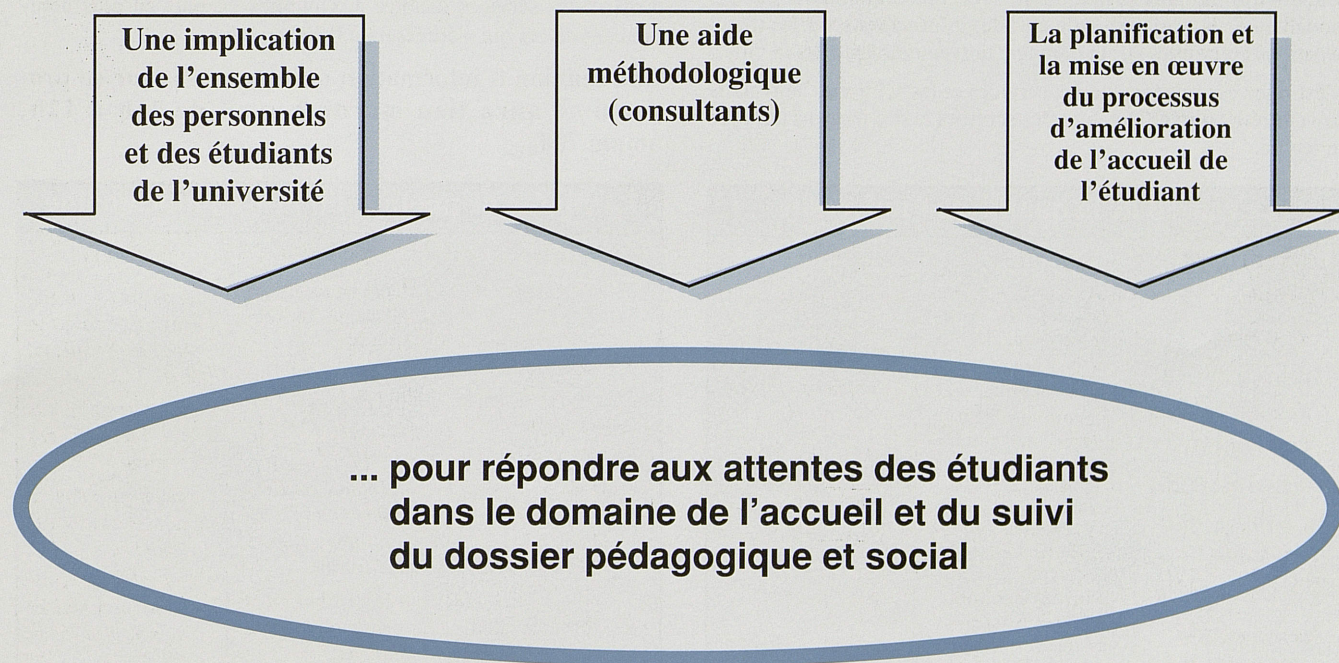 Une implication
de l'ensemble
des personnels
et des étudiants
de l'université
Une aide
méthodologique
(consultants)
La planification et
la mise en œuvre
du processus
d'amélioration
de l'accueil de
l'étudiant
... pour répondre aux attentes des étudiants
dans le domaine de l'accueil et du suivi
du dossier pédagogique et social